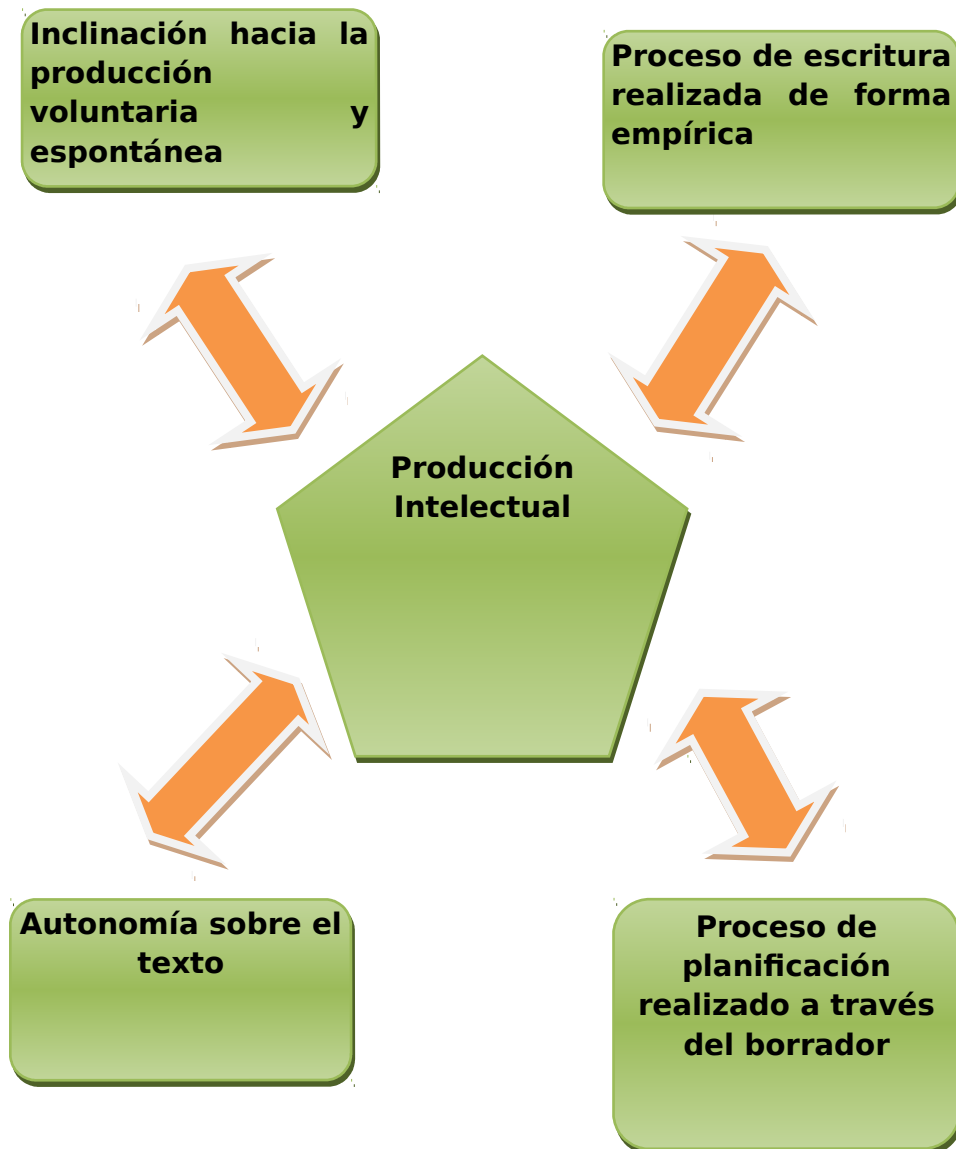 Inclinación hacia la
producción
voluntaria y
espontánea
Proceso de escritura
realizada de forma
empírica
Producción
Intelectual
Autonomía sobre el
texto
Proceso de
planificación
realizado a través
del borrador